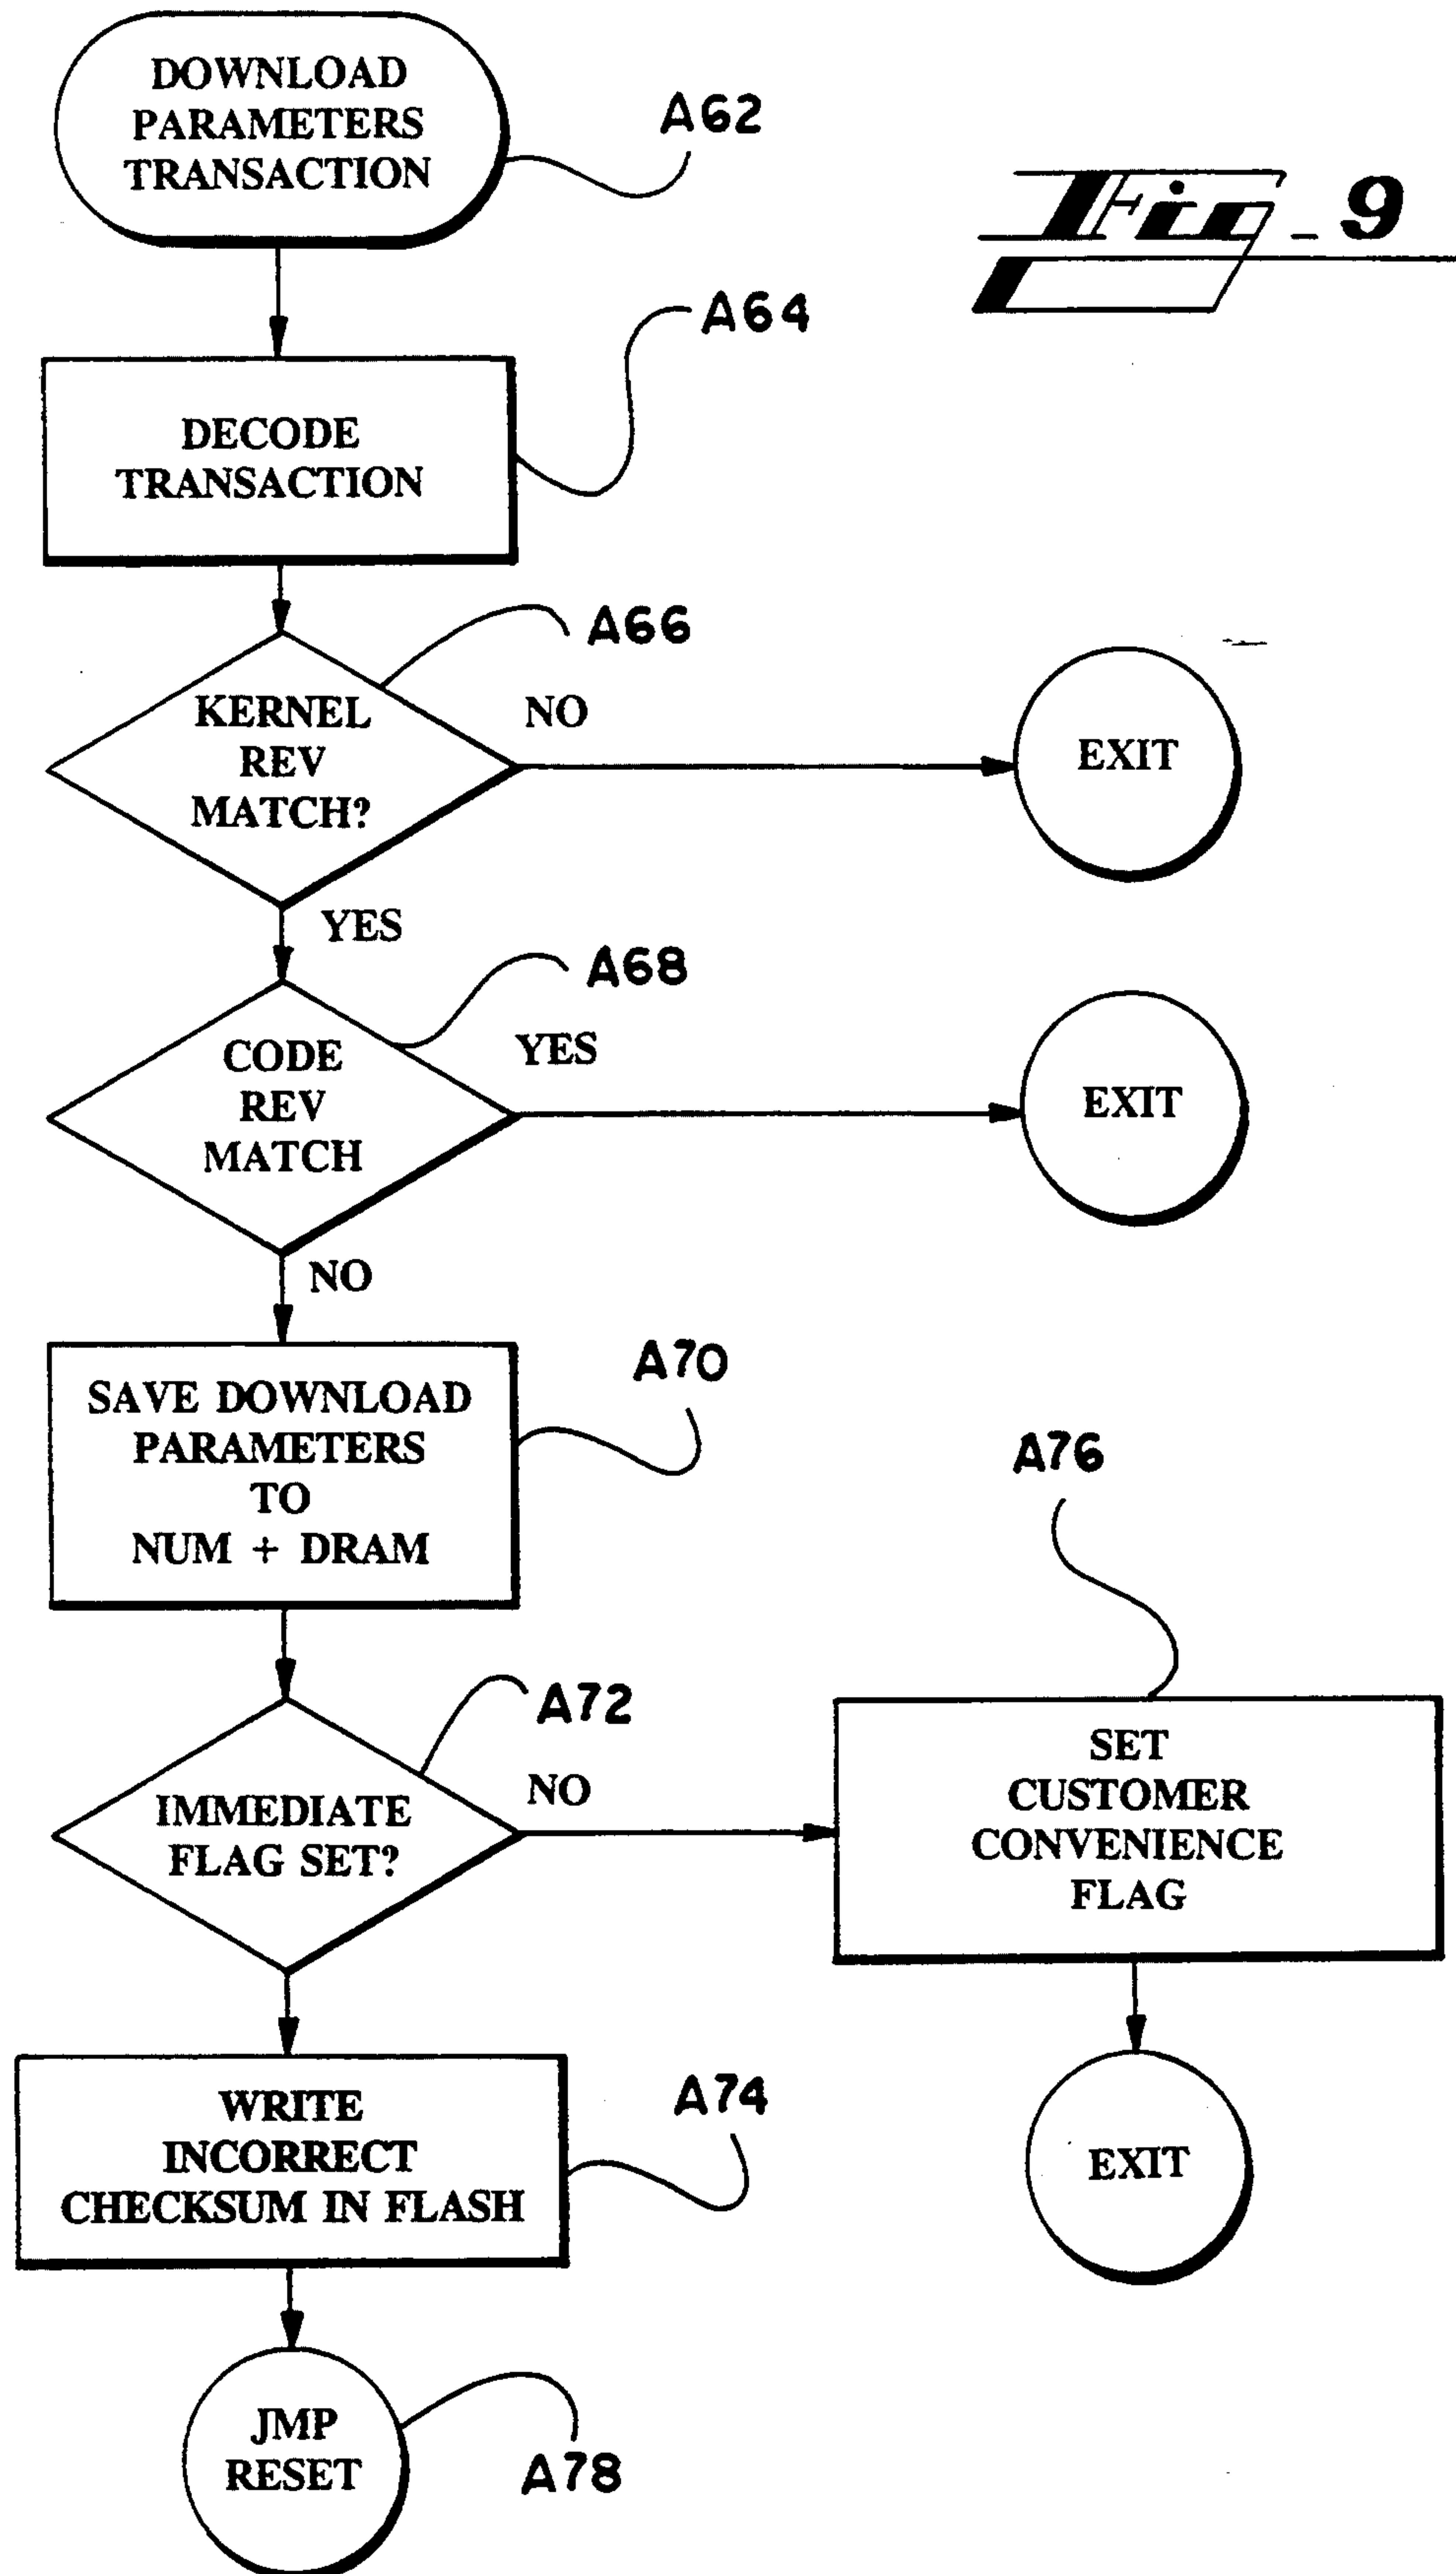 DOWNLOAD
PARAMETERS
TRANSACTION
A62
Fig_9
A64
DECODE
TRANSACTION
A66
KERNEL
REV
MATCH?
NO
EXIT
YES
A68
CODE
REV
MATCH
YES
EXIT
NO
A70
SAVE DOWNLOAD
PARAMETERS
TO
NUM + DRAM
A72
IMMEDIATE
FLAG SET?
NO
A76
SET
CUSTOMER
CONVENIENCE
FLAG
EXIT
A74
WRITE
INCORRECT
CHECKSUM IN FLASH
JMP
RESET
A78